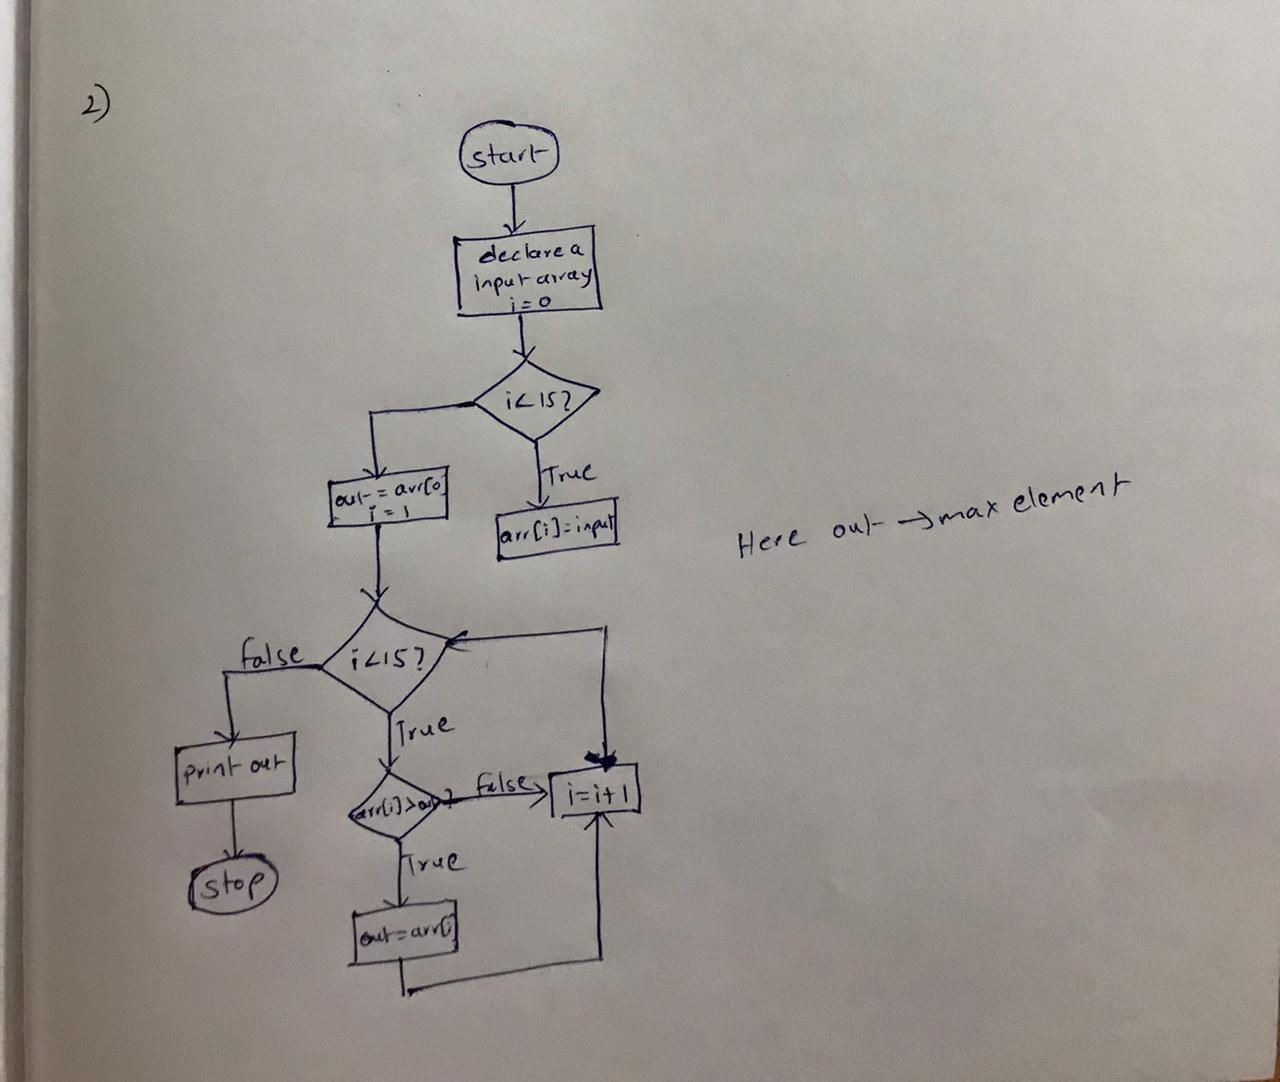 2)
start
declare a
input array
i = 0
i<15?
True
out = arr[0]
i = 1
arr[i]=input
Here out → max element
false
i<15?
True
print out
arr[i]>out?
false
i=i+1
True
stop
out=arr[i]